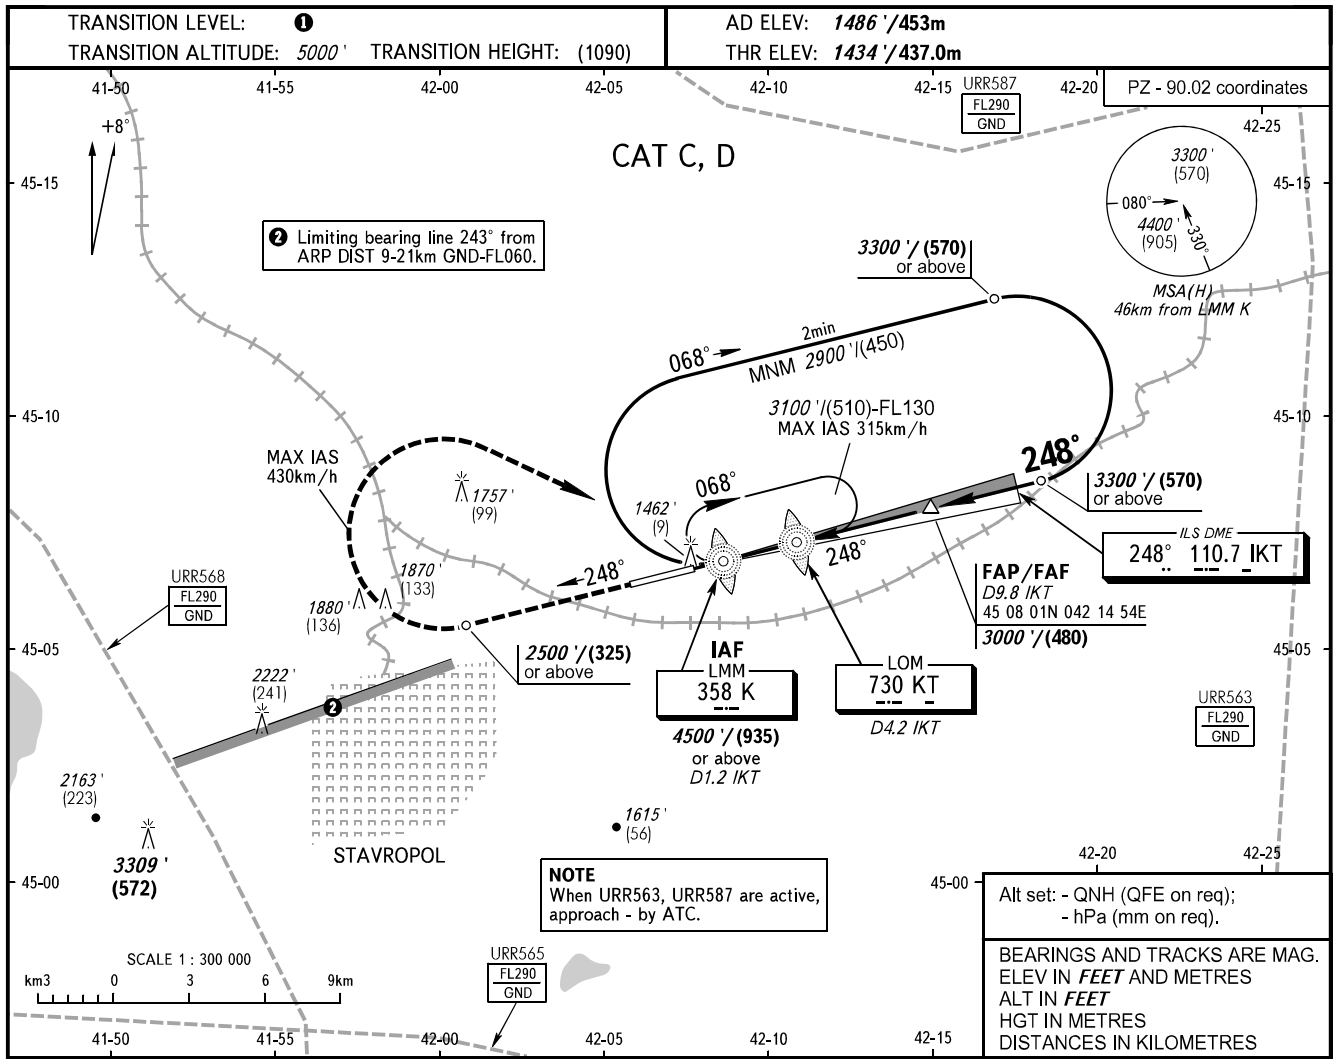 TRANSITION LEVEL: ❶
TRANSITION ALTITUDE: 5000 ' TRANSITION HEIGHT: (1090)
AD ELEV: 1486 '/453m
THR ELEV: 1434 '/437.0m
41-50 41-55 42-00 42-05 42-10 42-15 42-20
PZ - 90.02 coordinates
URR587
FL290
GND
42-25
+8°
CAT C, D
3300 '
(570)
080°
4400 '
(905)
330°
MSA(H)
46km from LMM K
45-15
45-15
❷ Limiting bearing line 243° from
ARP DIST 9-21km GND-FL060.
3300 '/(570)
or above
2min
068°
MNM 2900 '/(450)
3100 '/(510)-FL130
MAX IAS 315km/h
45-10
45-10
MAX IAS
430km/h
248°
1757 '
(99)
1462 '
(9)
068°
3300 '/(570)
or above
ILS DME
248° 110.7 IKT
248°
248°
URR568
FL290
GND
1870 '
(133)
1880 '
(136)
FAP/FAF
D9.8 IKT
45 08 01N 042 14 54E
3000 '/(480)
45-05
45-05
2500 '/(325)
or above
IAF
LMM
358 K
4500 '/(935)
or above
D1.2 IKT
LOM
730 KT
D4.2 IKT
2222 '
(241)
❷
URR563
FL290
GND
2163 '
(223)
3309 '
(572)
1615 '
(56)
STAVROPOL
NOTE
When URR563, URR587 are active,
approach - by ATC.
42-20 42-25
45-00
45-00
Alt set: - QNH (QFE on req);
- hPa (mm on req).
URR565
FL290
GND
SCALE 1 : 300 000
km3 0 3 6 9km
BEARINGS AND TRACKS ARE MAG.
ELEV IN FEET AND METRES
ALT IN FEET
HGT IN METRES
DISTANCES IN KILOMETRES
41-50 41-55 42-00 42-05 42-10 42-15